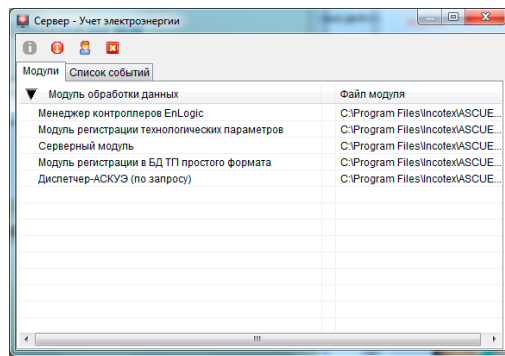 Сервер - Учет электроэнергии
Модули Список событий
Модуль обработки данных Файл модуля
Менеджер контроллеров EnLogic C:\Program Files\Incotex\ASCUE...
Модуль регистрации технологических параметров C:\Program Files\Incotex\ASCUE...
Серверный модуль C:\Program Files\Incotex\ASCUE...
Модуль регистрации в БД ТП простого формата C:\Program Files\Incotex\ASCUE...
Диспетчер-АСКУЭ (по запросу) C:\Program Files\Incotex\ASCUE...